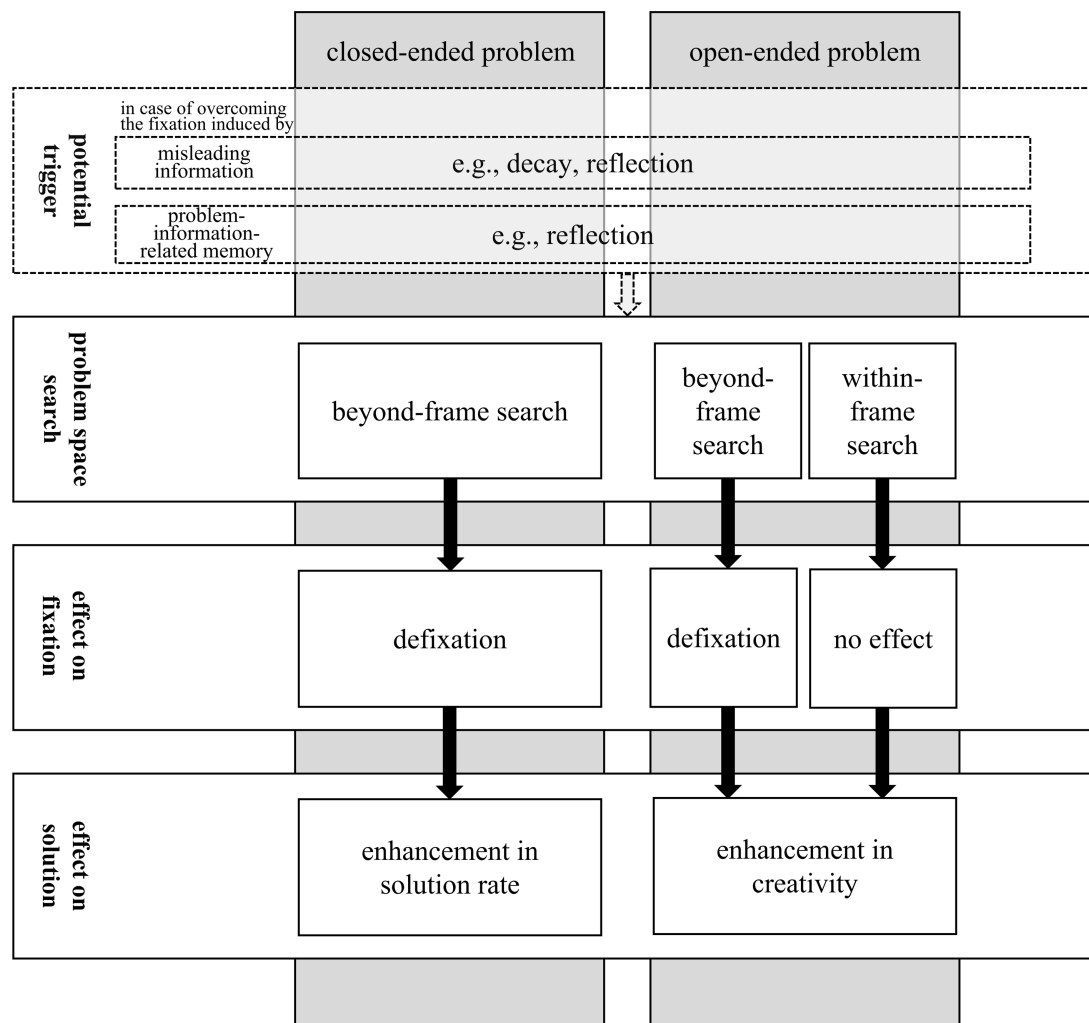 closed-ended problem
open-ended problem
potential
trigger
in case of overcoming
the fixation induced by
misleading
information
e.g., decay, reflection
problem-
information-
related memory
e.g., reflection
problem space
search
beyond-frame search
beyond-
frame
search
within-
frame
search
effect on
fixation
defixation
defixation
no effect
effect on
solution
enhancement in
solution rate
enhancement in
creativity